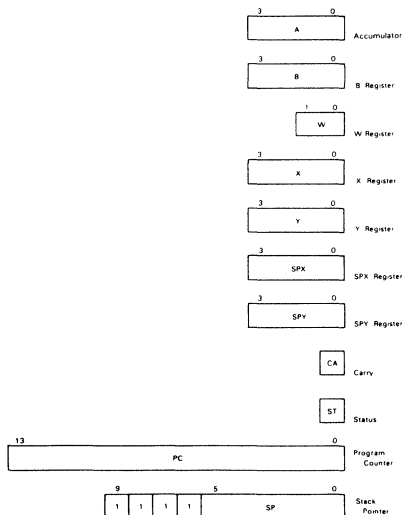 3 0
A
Accumulator
3 0
B
B Register
1 0
W
W Register
3 0
X
X Register
3 0
Y
Y Register
3 0
SPX
SPX Register
3 0
SPY
SPY Register
CA
Carry
ST
Status
13 0
PC
Program
Counter
9 5 0
1 1 1 1 SP
Stack
Pointer